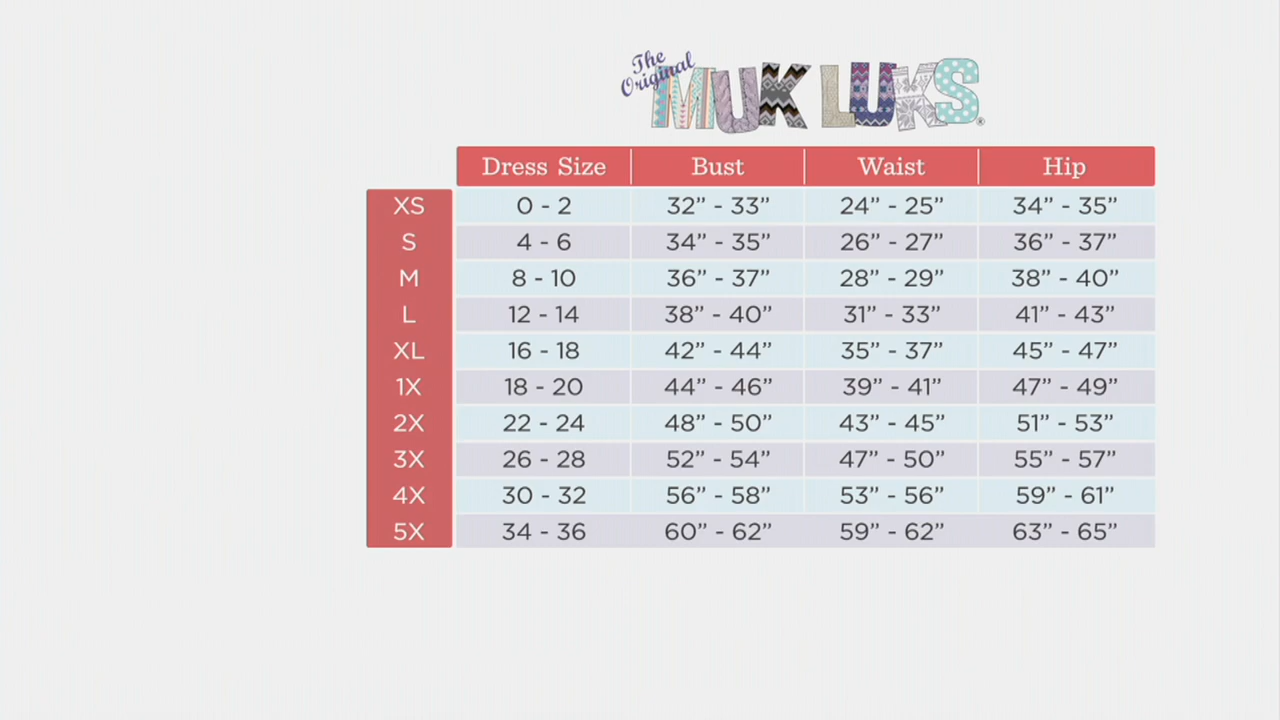 The Original MUK LUKS®
Dress Size Bust Waist Hip
XS 0 - 2 32” - 33” 24” - 25” 34” - 35”
S 4 - 6 34” - 35” 26” - 27” 36” - 37”
M 8 - 10 36” - 37” 28” - 29” 38” - 40”
L 12 - 14 38” - 40” 31” - 33” 41” - 43”
XL 16 - 18 42” - 44” 35” - 37” 45” - 47”
1X 18 - 20 44” - 46” 39” - 41” 47” - 49”
2X 22 - 24 48” - 50” 43” - 45” 51” - 53”
3X 26 - 28 52” - 54” 47” - 50” 55” - 57”
4X 30 - 32 56” - 58” 53” - 56” 59” - 61”
5X 34 - 36 60” - 62” 59” - 62” 63” - 65”